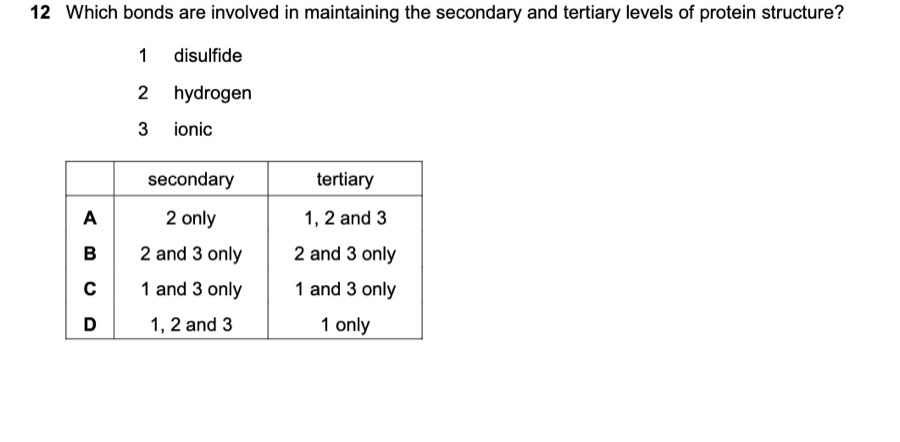 12 Which bonds are involved in maintaining the secondary and tertiary levels of protein structure?
1 disulfide
2 hydrogen
3 ionic
secondary tertiary
A 2 only 1, 2 and 3
B 2 and 3 only 2 and 3 only
C 1 and 3 only 1 and 3 only
D 1, 2 and 3 1 only